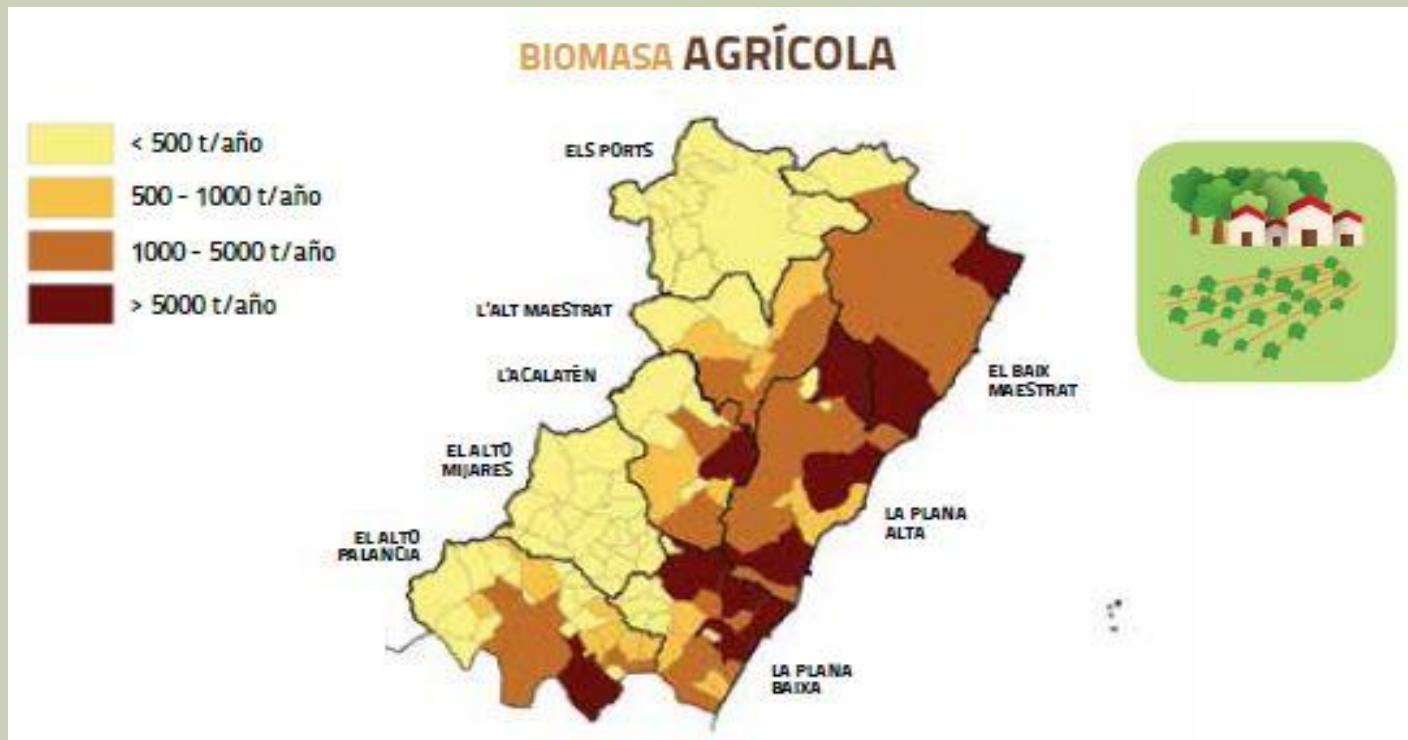 BIOMASA AGRÍCOLA
< 500 t/año
500 - 1000 t/año
1000 - 5000 t/año
> 5000 t/año
ELS PORTS
L'ALT MAESTRAT
L'ACALATÈN
EL BAIX
MAESTRAT
EL ALTO
MIJARES
LA PLANA
ALTA
EL ALTO
PALANCIA
LA PLANA
BAIXA